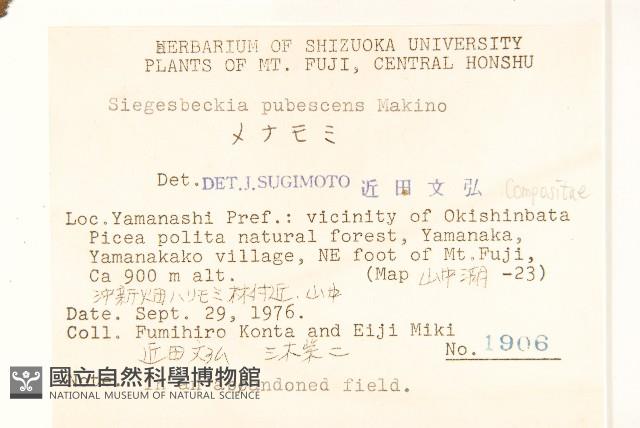 HERBARIUM OF SHIZUOKA UNIVERSITY
PLANTS OF MT. FUJI, CENTRAL HONSHU
Siegesbeckia pubescens Makino
メナモミ
Det. DET.J.SUGIMOTO 近田文弘 Compositae
Loc.Yamanashi Pref.: vicinity of Okishinbata
Picea polita natural forest, Yamanaka,
Yamanakako village, NE foot of Mt.Fuji,
Ca 900 m alt. (Map 山中湖 -23)
沖新畑ハリモミ林付近, 山中
Date. Sept. 29, 1976.
Coll. Fumihiro Konta and Eiji Miki
近田文弘 三木栄二 No. 1906
國立自然科學博物館
NATIONAL MUSEUM OF NATURAL SCIENCE
Note. In an abandoned field.